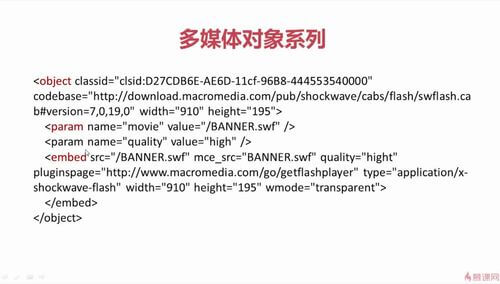 多媒体对象系列
<object classid="clsid:D27CDB6E-AE6D-11cf-96B8-444553540000"
codebase="http://download.macromedia.com/pub/shockwave/cabs/flash/swflash.ca
b#version=7,0,19,0" width="910" height="195">
<param name="movie" value="/BANNER.swf" />
<param name="quality" value="high" />
<embed src="/BANNER.swf" mce_src="BANNER.swf" quality="hight"
pluginspage="http://www.macromedia.com/go/getflashplayer" type="application/x-
shockwave-flash" width="910" height="195" wmode="transparent">
</embed>
</object>
慕课网